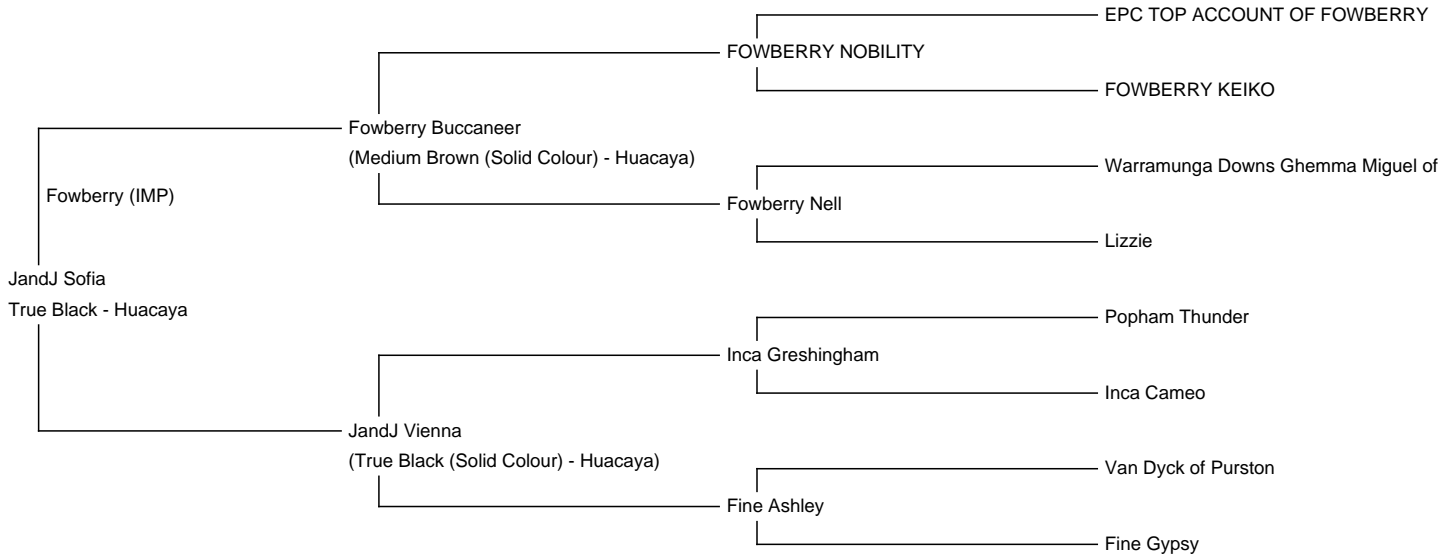 EPC TOP ACCOUNT OF FOWBERRY
FOWBERRY NOBILITY
FOWBERRY KEIKO
Fowberry Buccaneer
(Medium Brown (Solid Colour) - Huacaya)
Warramunga Downs Ghemma Miguel of
Fowberry (IMP)
Fowberry Nell
Lizzie
JandJ Sofia
True Black - Huacaya
Popham Thunder
Inca Greshingham
Inca Cameo
JandJ Vienna
(True Black (Solid Colour) - Huacaya)
Van Dyck of Purston
Fine Ashley
Fine Gypsy